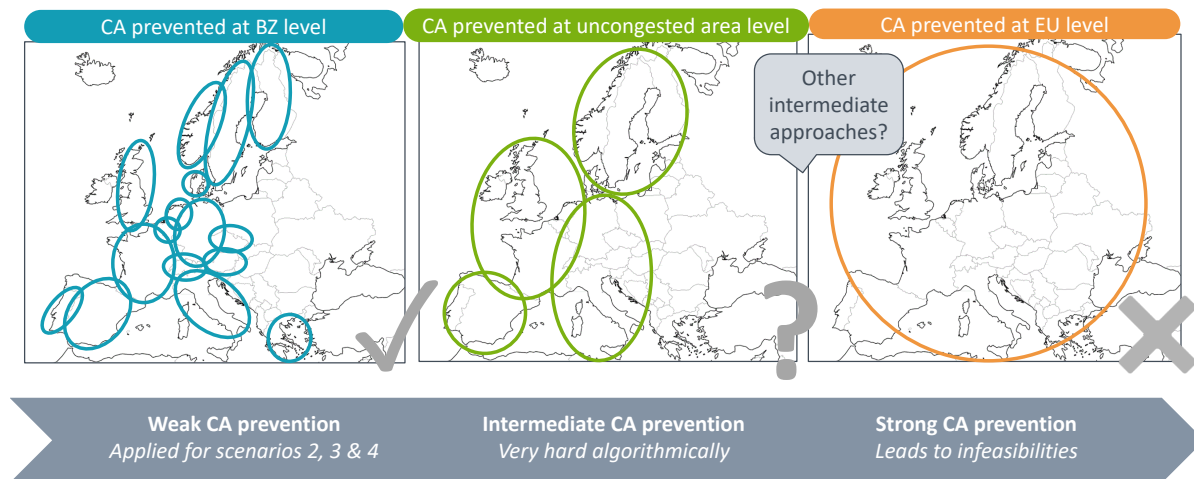 CA prevented at BZ level
CA prevented at uncongested area level
CA prevented at EU level
Other
intermediate
approaches?
?
Weak CA prevention
Applied for scenarios 2, 3 & 4
Intermediate CA prevention
Very hard algorithmically
Strong CA prevention
Leads to infeasibilities